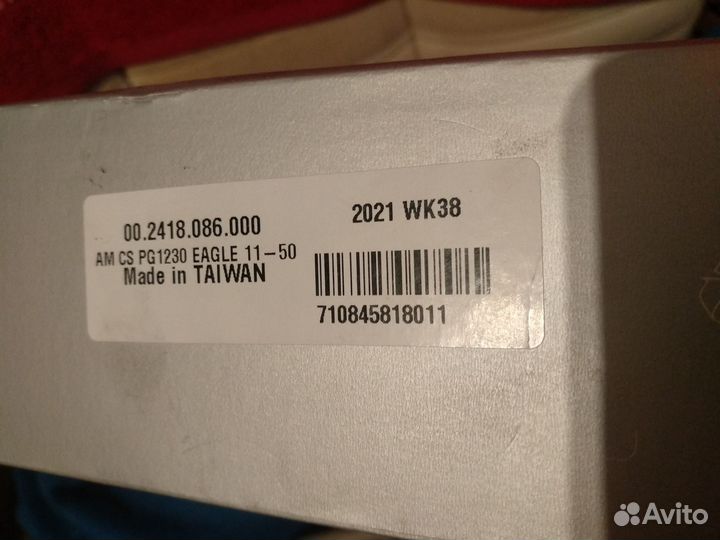 00.2418.086.000
AM CS PG1230 EAGLE 11-50
Made in TAIWAN
2021 WK38
710845818011
Avito